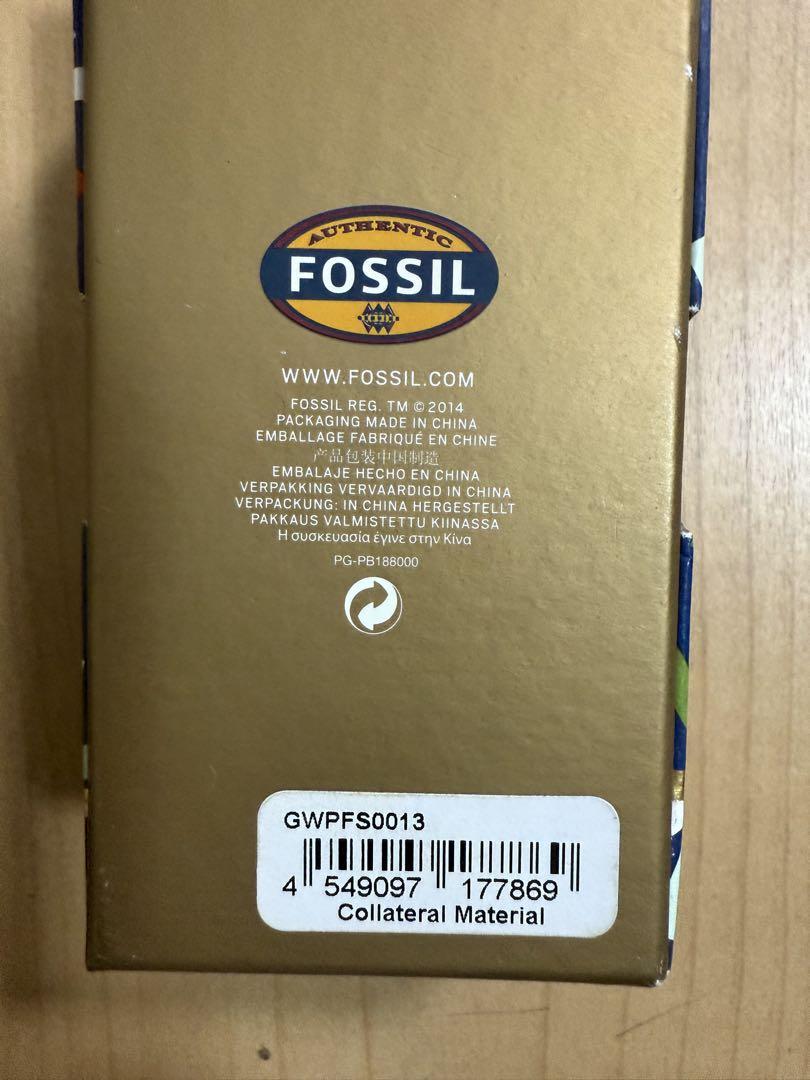 AUTHENTIC
FOSSIL
WWW.FOSSIL.COM
FOSSIL REG. TM © 2014
PACKAGING MADE IN CHINA
EMBALLAGE FABRIQUÉ EN CHINE
产品包装中国制造
EMBALAJE HECHO EN CHINA
VERPAKKING VERVAARDIGD IN CHINA
VERPACKUNG: IN CHINA HERGESTELLT
PAKKAUS VALMISTETTU KIINASSA
Η συσκευασία έγινε στην Κίνα
PG-PB188000
GWPFS0013
4 549097 177869
Collateral Material